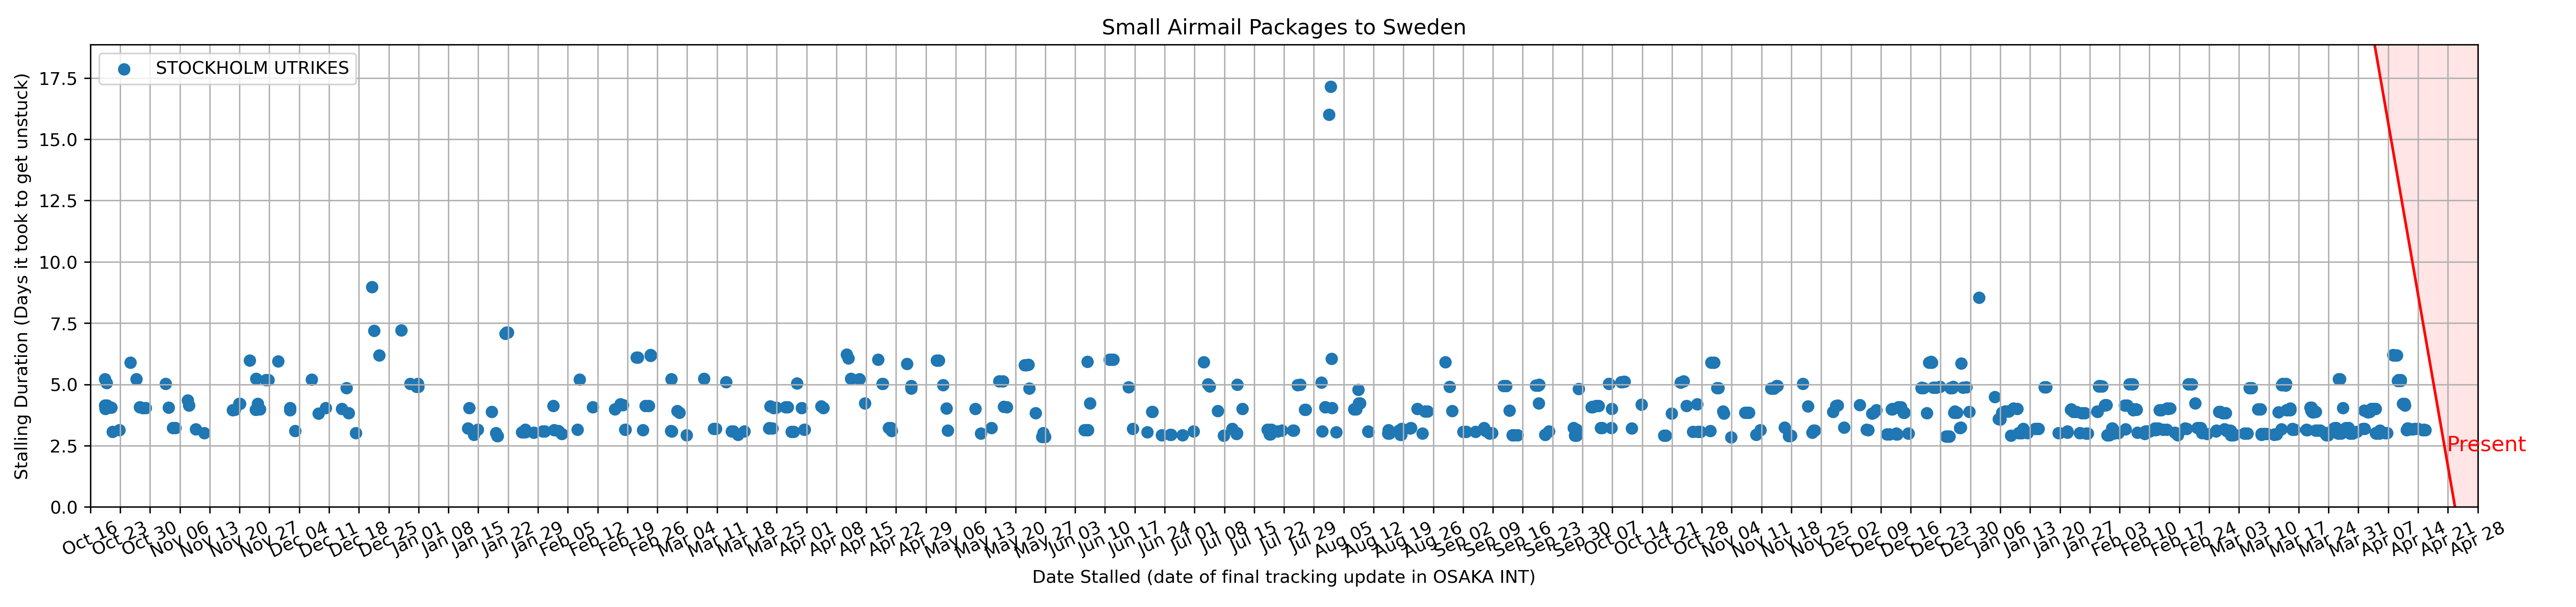 Small Airmail Packages to Sweden
STOCKHOLM UTRIKES
Stalling Duration (Days it took to get unstuck)
17.5
15.0
12.5
10.0
7.5
5.0
2.5
0.0
Present
Oct 16 Oct 23 Oct 30 Nov 06 Nov 13 Nov 20 Nov 27 Dec 04 Dec 11 Dec 18 Dec 25 Jan 01 Jan 08 Jan 15 Jan 22 Jan 29 Feb 05 Feb 12 Feb 19 Feb 26 Mar 04 Mar 11 Mar 18 Mar 25 Apr 01 Apr 08 Apr 15 Apr 22 Apr 29 May 06 May 13 May 20 May 27 Jun 03 Jun 10 Jun 17 Jun 24 Jul 01 Jul 08 Jul 15 Jul 22 Jul 29 Aug 05 Aug 12 Aug 19 Aug 26 Sep 02 Sep 09 Sep 16 Sep 23 Sep 30 Oct 07 Oct 14 Oct 21 Oct 28 Nov 04 Nov 11 Nov 18 Nov 25 Dec 02 Dec 09 Dec 16 Dec 23 Dec 30 Jan 06 Jan 13 Jan 20 Jan 27 Feb 03 Feb 10 Feb 17 Feb 24 Mar 03 Mar 10 Mar 17 Mar 24 Mar 31 Apr 07 Apr 14 Apr 21 Apr 28
Date Stalled (date of final tracking update in OSAKA INT)